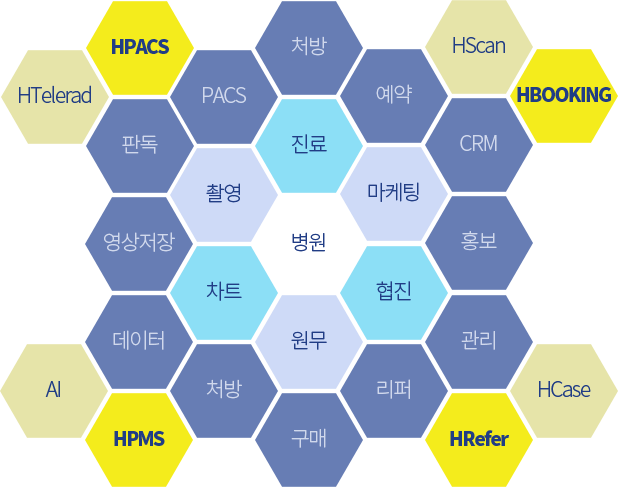 HPACS
처방
HScan
HTelerad
PACS
예약
HBOOKING
판독
진료
CRM
촬영
마케팅
영상저장
병원
홍보
차트
협진
데이터
원무
관리
AI
처방
리퍼
HCase
HPMS
구매
HRefer